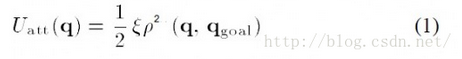 U_att(q) = 1/2 ξρ² (q, q_goal) (1)
http://blog.csdn.net/